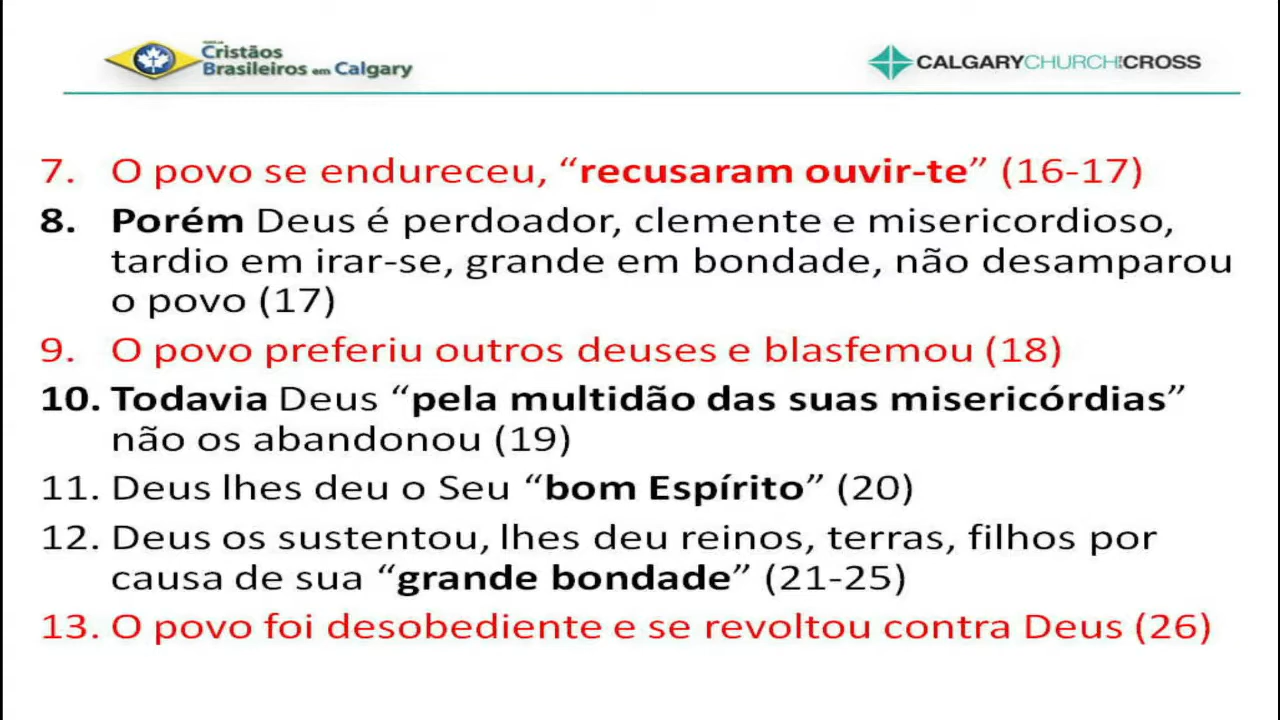 Cristãos
Brasileiros em Calgary
CALGARYCHURCH CROSS
7. O povo se endureceu, “recusaram ouvir-te” (16-17)
8. Porém Deus é perdoador, clemente e misericordioso,
tardio em irar-se, grande em bondade, não desamparou
o povo (17)
9. O povo preferiu outros deuses e blasfemou (18)
10. Todavia Deus “pela multidão das suas misericórdias”
não os abandonou (19)
11. Deus lhes deu o Seu “bom Espírito” (20)
12. Deus os sustentou, lhes deu reinos, terras, filhos por
causa de sua “grande bondade” (21-25)
13. O povo foi desobediente e se revoltou contra Deus (26)